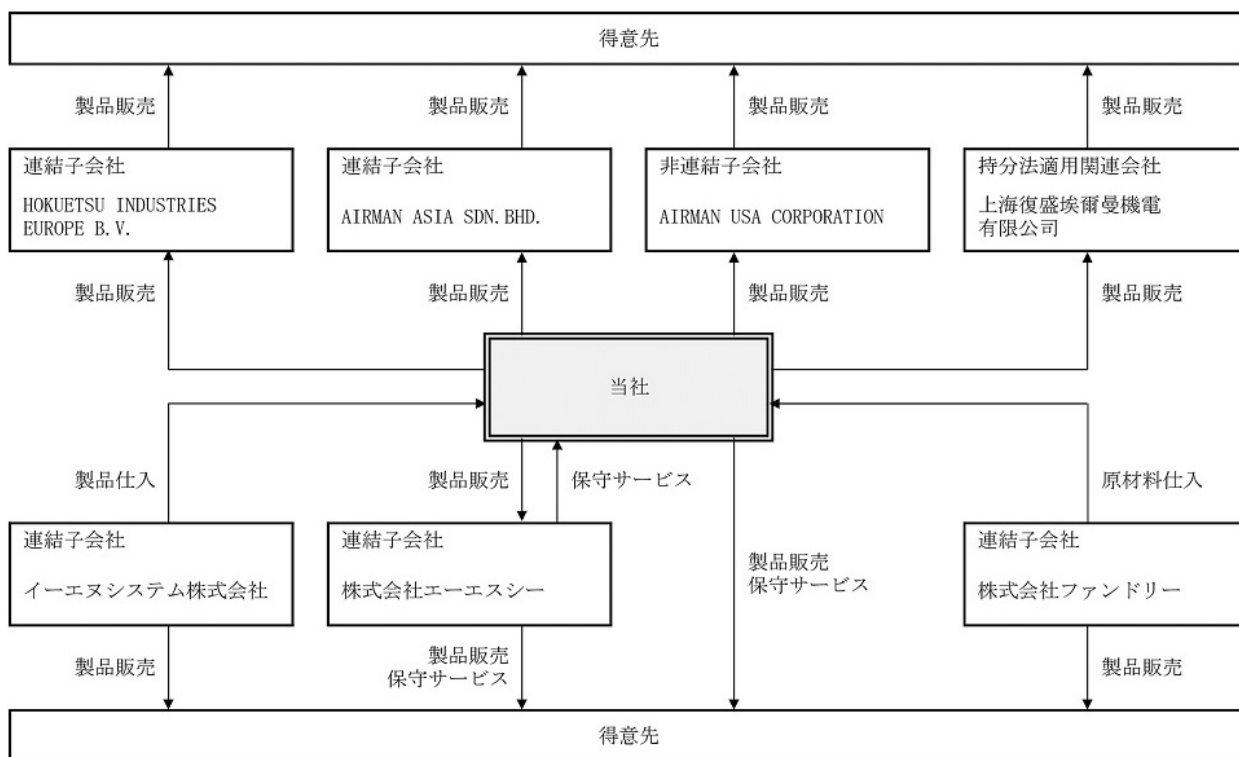 得意先
製品販売
製品販売
製品販売
製品販売
連結子会社
HOKUETSU INDUSTRIES
EUROPE B.V.
連結子会社
AIRMAN ASIA SDN.BHD.
非連結子会社
AIRMAN USA CORPORATION
持分法適用関連会社
上海復盛埃爾曼機電
有限公司
製品販売
製品販売
製品販売
製品販売
当社
製品仕入
製品販売
保守サービス
原材料仕入
連結子会社
イーエヌシステム株式会社
連結子会社
株式会社エーエスシー
製品販売
保守サービス
連結子会社
株式会社ファンドリー
製品販売
製品販売
保守サービス
製品販売
得意先